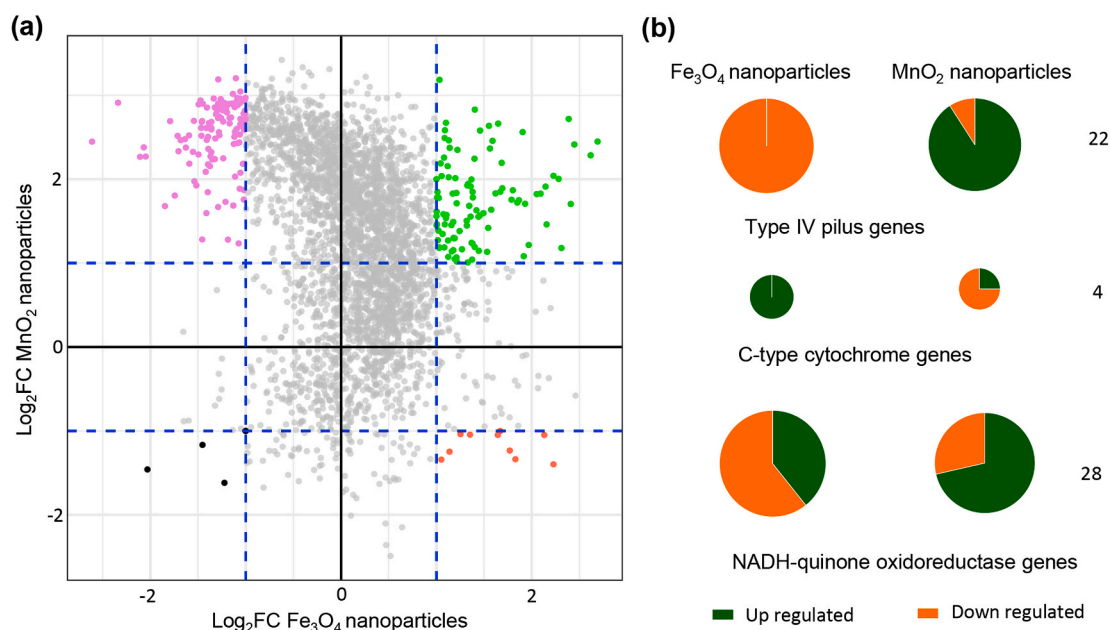 (a)
Log₂FC MnO₂ nanoparticles
2
0
-2
-2
0
2
Log₂FC Fe₃O₄ nanoparticles
(b)
Fe₃O₄ nanoparticles
MnO₂ nanoparticles
22
Type IV pilus genes
4
C-type cytochrome genes
28
NADH-quinone oxidoreductase genes
Up regulated
Down regulated